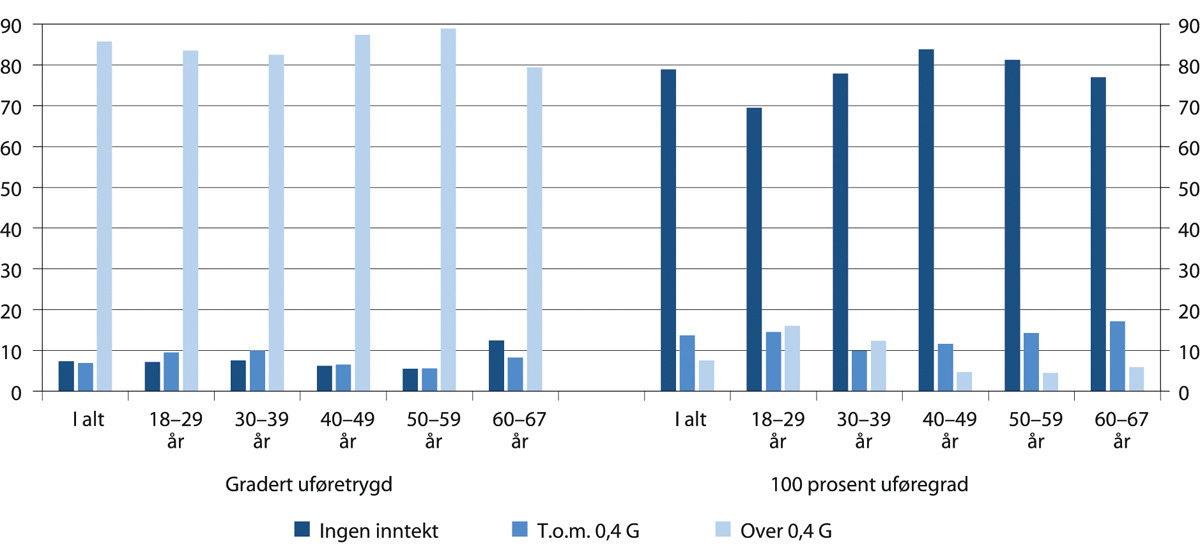 90 90
80 80
70 70
60 60
50 50
40 40
30 30
20 20
10 10
0 0
I alt 18–29 30–39 40–49 50–59 60–67 I alt 18–29 30–39 40–49 50–59 60–67
år år år år år år år år år år
Gradert uføretrygd 100 prosent uføregrad
Ingen inntekt T.o.m. 0,4 G Over 0,4 G